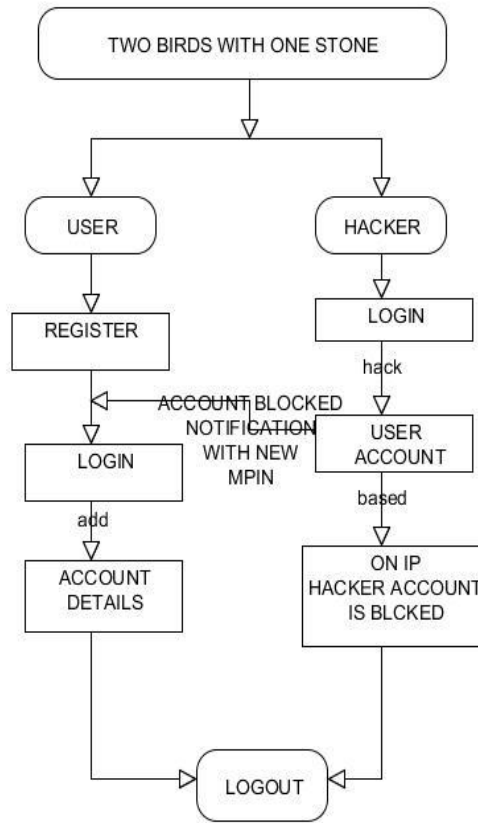 TWO BIRDS WITH ONE STONE
USER
HACKER
REGISTER
LOGIN
hack
ACCOUNT BLOCKED
NOTIFICATION
WITH NEW
MPIN
USER
ACCOUNT
LOGIN
based
add
ACCOUNT
DETAILS
ON IP
HACKER ACCOUNT
IS BLCKED
LOGOUT